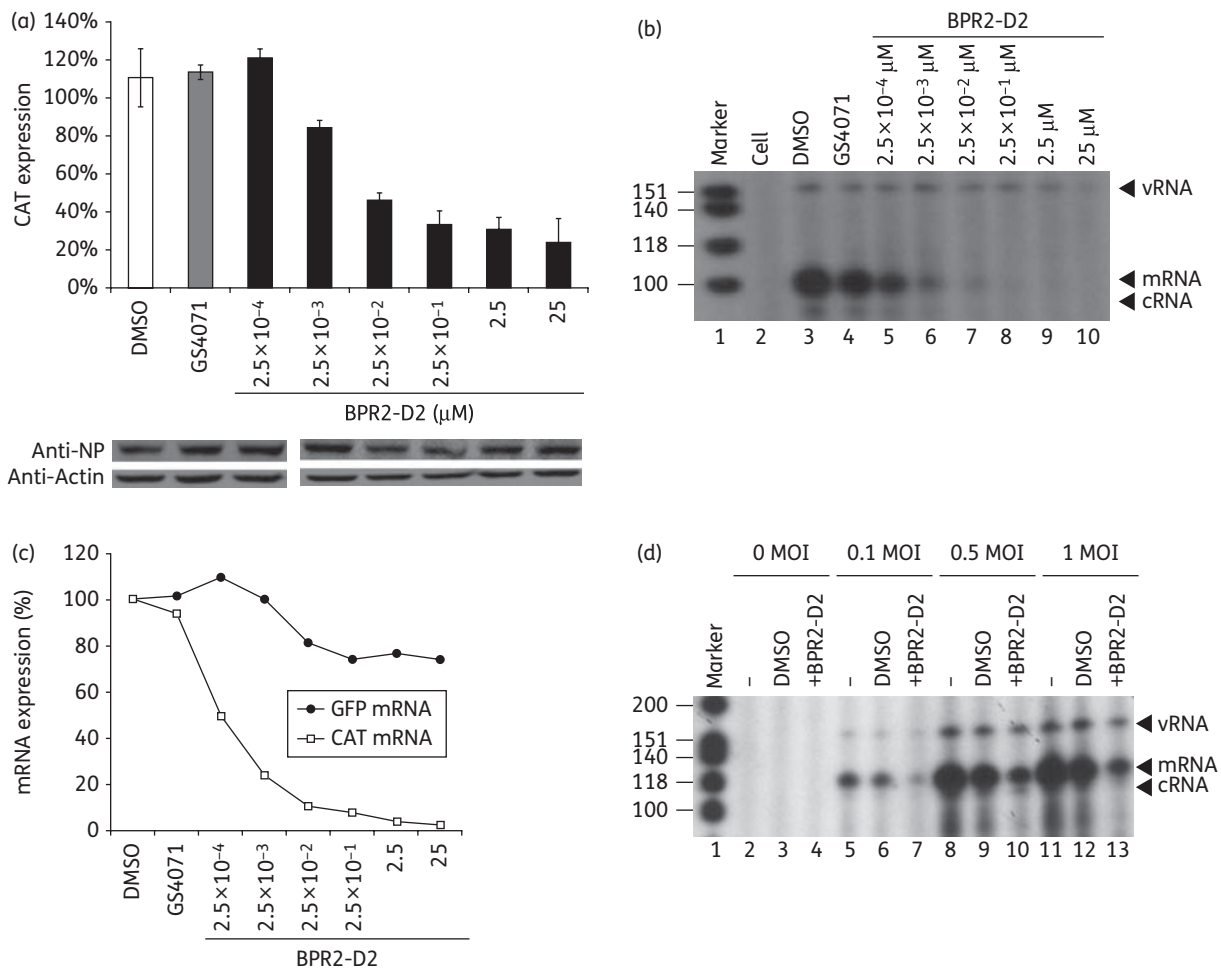 (a)
140%
120%
100%
80%
60%
40%
20%
0%
CAT expression
DMSO
GS4071
2.5×10⁻⁴
2.5×10⁻³
2.5×10⁻²
2.5×10⁻¹
2.5
25
BPR2-D2 (µM)
Anti-NP
Anti-Actin
(b)
BPR2-D2
Marker
Cell
DMSO
GS4071
2.5×10⁻⁴ µM
2.5×10⁻³ µM
2.5×10⁻² µM
2.5×10⁻¹ µM
2.5 µM
25 µM
151
140
118
100
vRNA
mRNA
cRNA
1 2 3 4 5 6 7 8 9 10
(c)
120
100
80
60
40
20
0
mRNA expression (%)
GFP mRNA
CAT mRNA
DMSO
GS4071
2.5×10⁻⁴
2.5×10⁻³
2.5×10⁻²
2.5×10⁻¹
2.5
25
BPR2-D2
(d)
0 MOI 0.1 MOI 0.5 MOI 1 MOI
Marker
–
DMSO
+BPR2-D2
–
DMSO
+BPR2-D2
–
DMSO
+BPR2-D2
–
DMSO
+BPR2-D2
200
151
140
118
100
vRNA
mRNA
cRNA
1 2 3 4 5 6 7 8 9 10 11 12 13